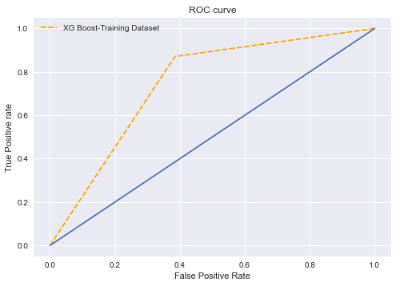 ROC curve
XG Boost-Training Dataset
1.0
0.8
0.6
0.4
0.2
0.0
True Positive rate
0.0 0.2 0.4 0.6 0.8 1.0
False Positive Rate